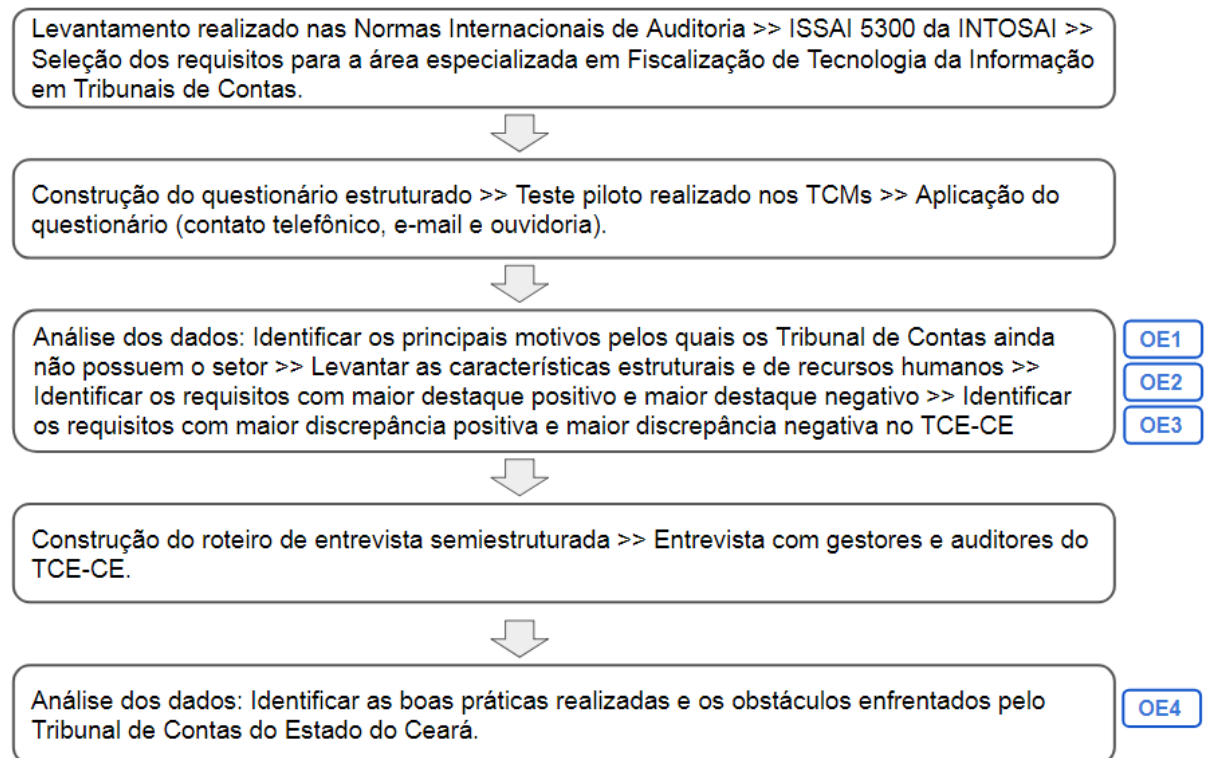 Levantamento realizado nas Normas Internacionais de Auditoria >> ISSAI 5300 da INTOSAI >>
Seleção dos requisitos para a área especializada em Fiscalização de Tecnologia da Informação
em Tribunais de Contas.
Construção do questionário estruturado >> Teste piloto realizado nos TCMs >> Aplicação do
questionário (contato telefônico, e-mail e ouvidoria).
Análise dos dados: Identificar os principais motivos pelos quais os Tribunal de Contas ainda
não possuem o setor >> Levantar as características estruturais e de recursos humanos >>
Identificar os requisitos com maior destaque positivo e maior destaque negativo >> Identificar
os requisitos com maior discrepância positiva e maior discrepância negativa no TCE-CE
OE1
OE2
OE3
Construção do roteiro de entrevista semiestruturada >> Entrevista com gestores e auditores do
TCE-CE.
Análise dos dados: Identificar as boas práticas realizadas e os obstáculos enfrentados pelo
Tribunal de Contas do Estado do Ceará.
OE4